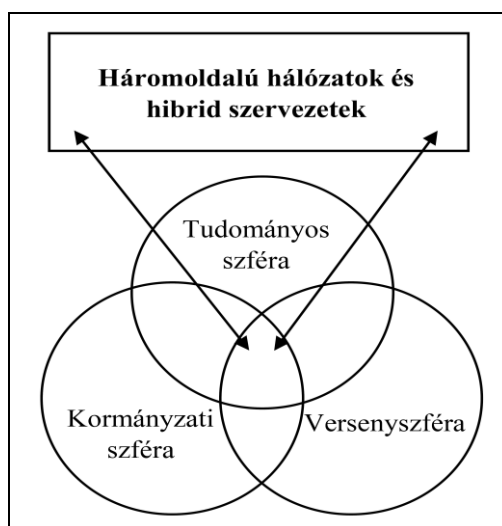 Háromoldalú hálózatok és
hibrid szervezetek
Tudományos
szféra
Kormányzati
szféra
Versenyszféra